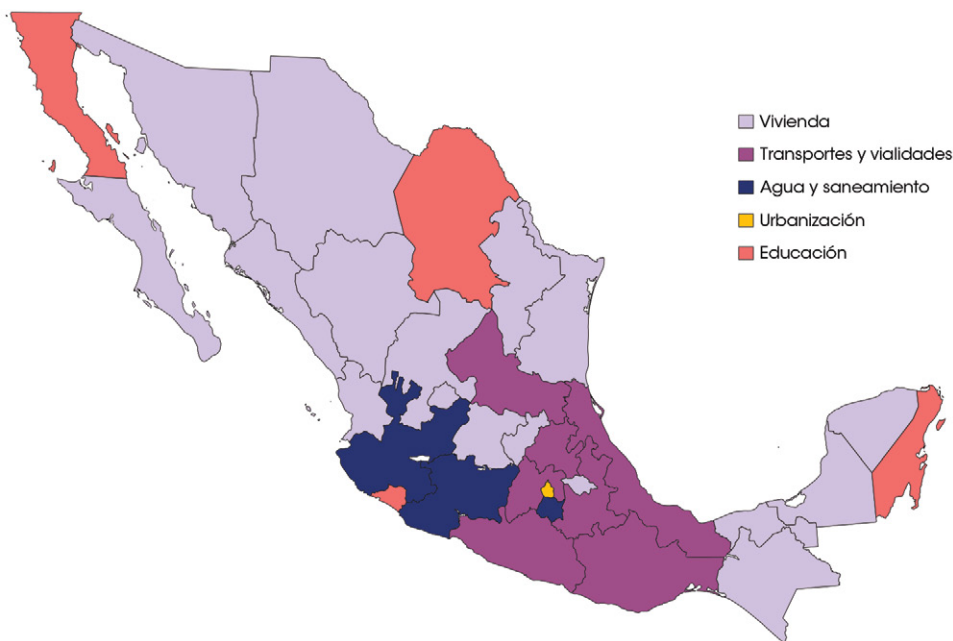 Vivienda
Transportes y vialidades
Agua y saneamiento
Urbanización
Educación